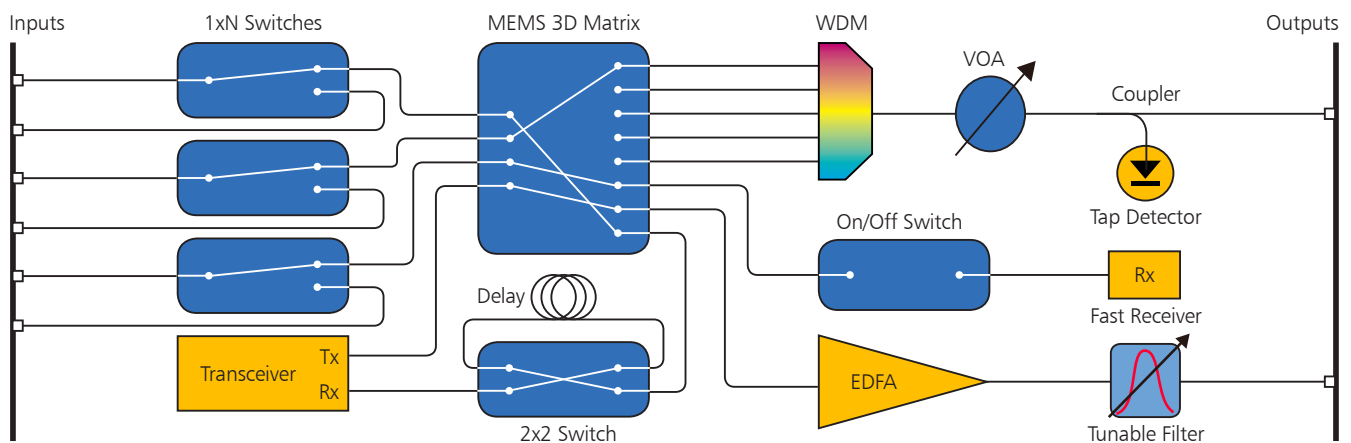 Inputs
1xN Switches
MEMS 3D Matrix
WDM
Outputs
VOA
Coupler
Tap Detector
On/Off Switch
Delay
Rx
Fast Receiver
Transceiver
Tx
Rx
EDFA
2x2 Switch
Tunable Filter